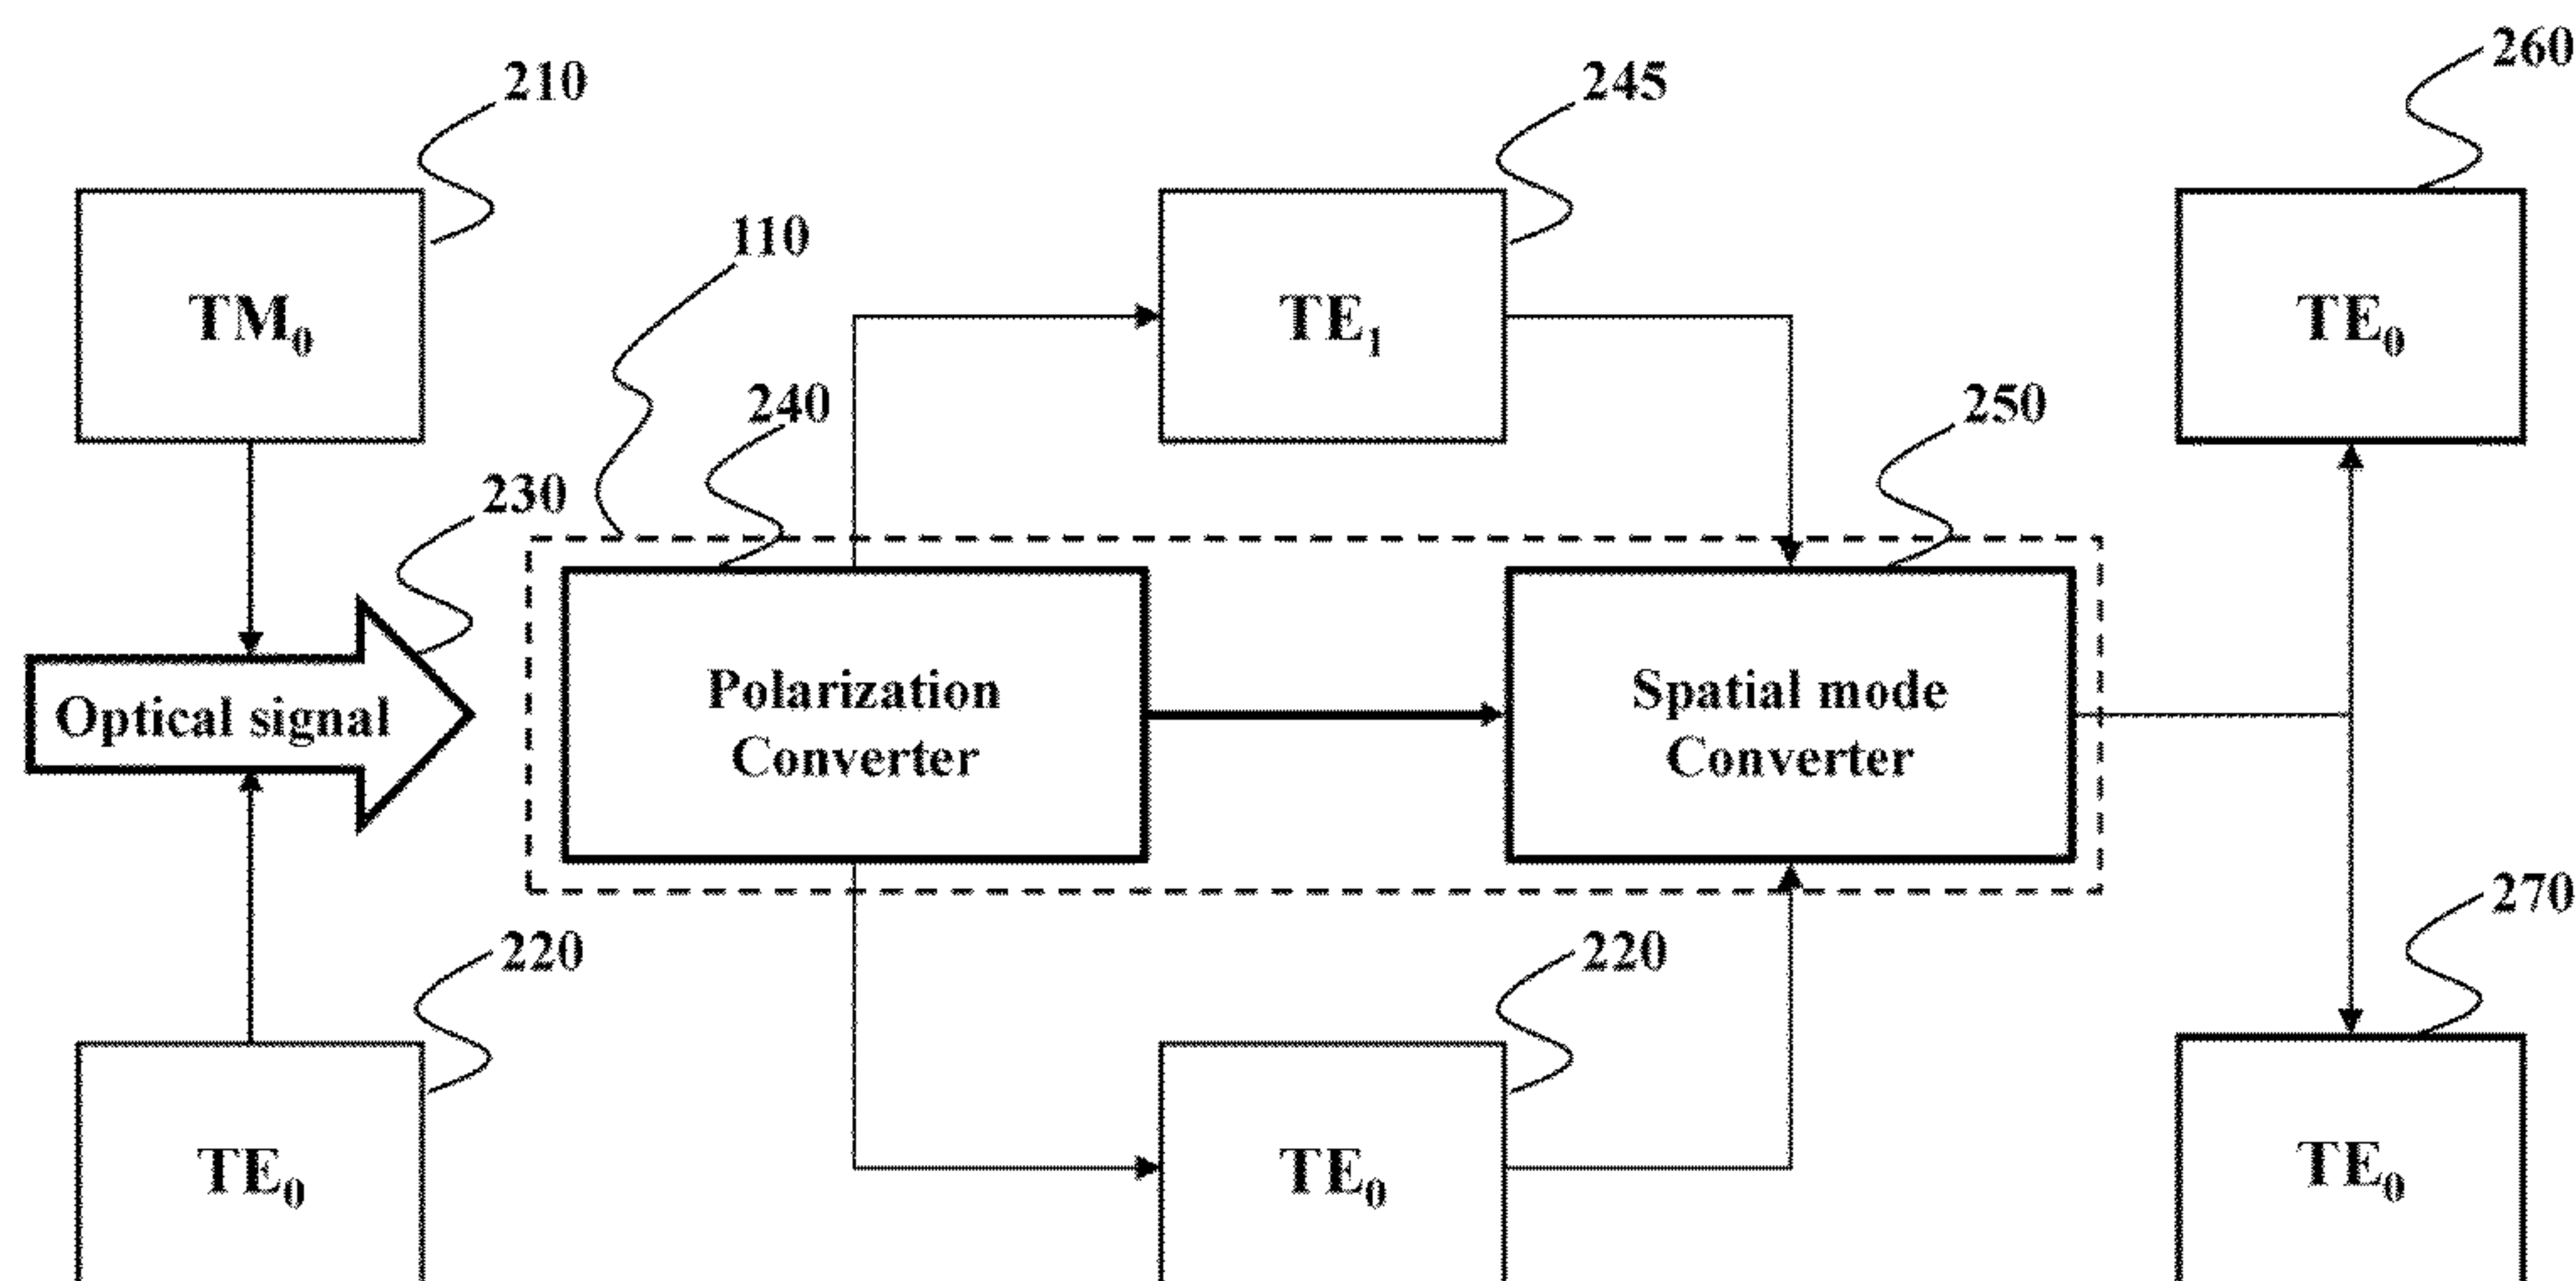 260
210
245
110
TM₀
TE₁
TE₀
240
250
230
Polarization
Converter
Spatial mode
Converter
Optical signal
270
220
220
TE₀
TE₀
TE₀